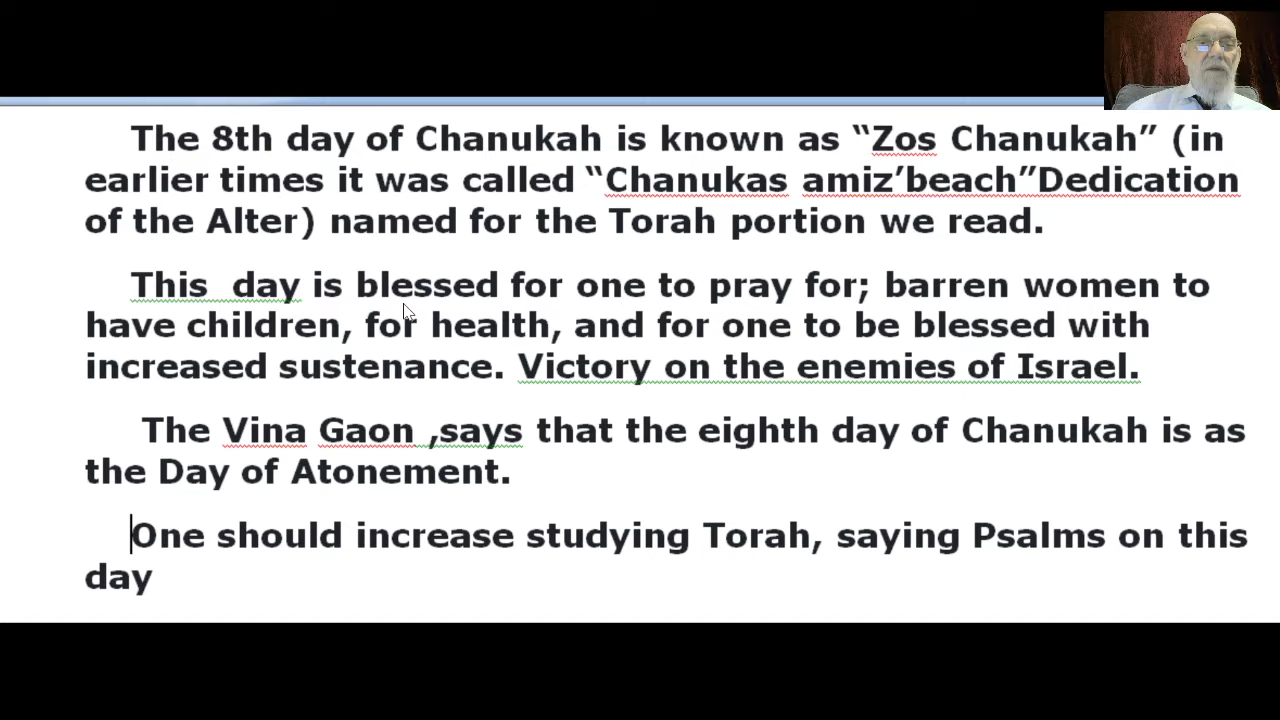 The 8th day of Chanukah is known as “Zos Chanukah” (in
earlier times it was called “Chanukas amiz’beach”Dedication
of the Alter) named for the Torah portion we read.
This  day is blessed for one to pray for; barren women to
have children, for health, and for one to be blessed with
increased sustenance. Victory on the enemies of Israel.
The Vina Gaon ,says that the eighth day of Chanukah is as
the Day of Atonement.
One should increase studying Torah, saying Psalms on this
day